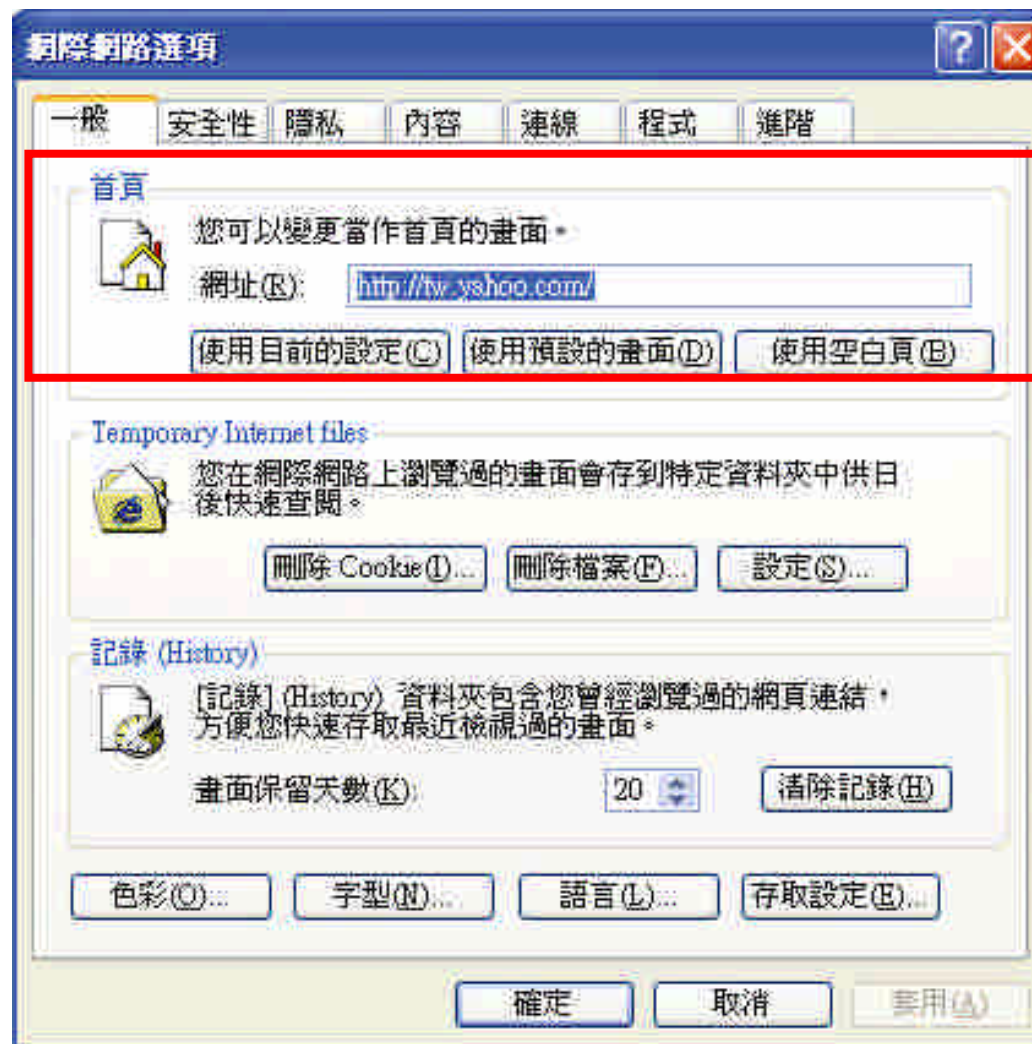 網際網路選項
一般 安全性 隱私 內容 連線 程式 進階
首頁
您可以變更當作首頁的畫面。
網址(R): http://tw.yahoo.com/
使用目前的設定(C) 使用預設的畫面(D) 使用空白頁(B)
Temporary Internet files
您在網際網路上瀏覽過的畫面會存到特定資料夾中供日
後快速查閱。
刪除 Cookie(I)... 刪除檔案(F)... 設定(S)...
記錄 (History)
[記錄] (History) 資料夾包含您曾經瀏覽過的網頁連結，
方便您快速存取最近檢視過的畫面。
畫面保留天數(K): 20 清除記錄(H)
色彩(O)... 字型(N)... 語言(L)... 存取設定(E)...
確定 取消 套用(A)